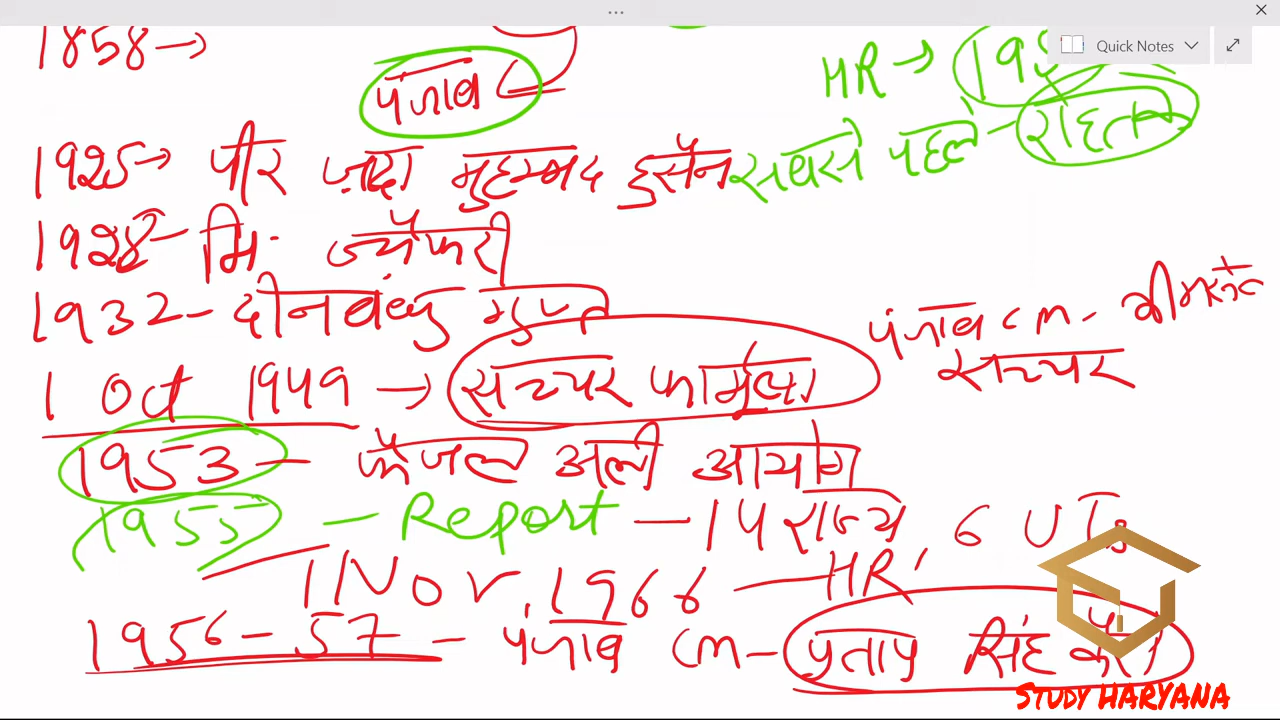 1858→
Quick Notes
पंजाब
HR →
1925→ पीर ज़ादा मुहम्मद हुसैन सबसे पहले - रोहतक
1928 - मि.
1932 - दीनबंधु गुप्त
पंजाब cm - भीमसेन सच्चर
1 Oct 1949 → सच्चर फार्मूला
1953 - फैजल अली आयोग
1955 - Report - 14 राज्य, 6 UTs
1 Nov, 1966 - HR
1956 - 57 - पंजाब CM - प्रताप सिंह कैरों
STUDY HARYANA